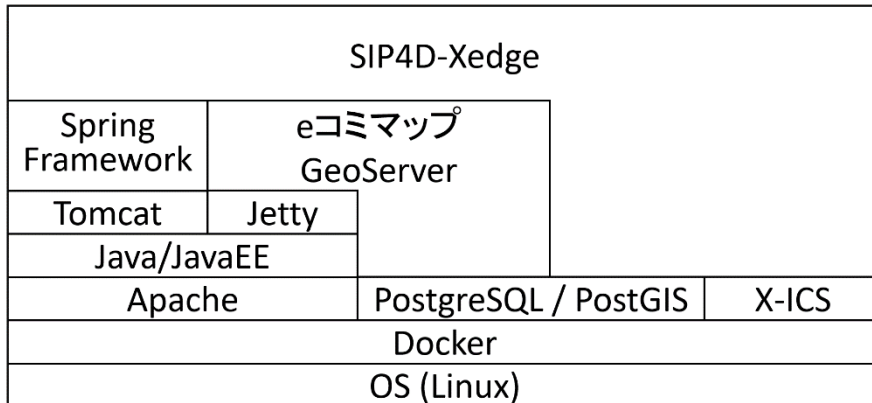 SIP4D-Xedge
Spring
Framework
eコミマップ
GeoServer
Tomcat
Jetty
Java/JavaEE
Apache
PostgreSQL / PostGIS
X-ICS
Docker
OS (Linux)